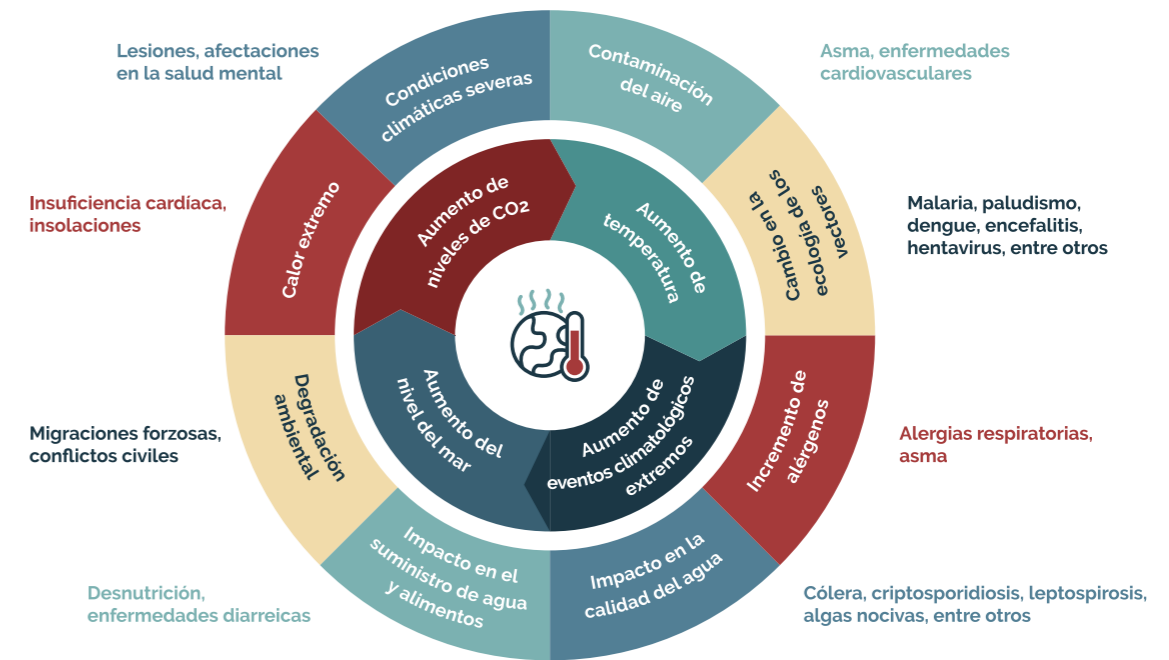 Lesiones, afectaciones
en la salud mental
Condiciones
climáticas severas
Contaminación
del aire
Asma, enfermedades
cardiovasculares
Insuficiencia cardíaca,
insolaciones
Calor extremo
Cambio en la
ecología de los
vectores
Malaria, paludismo,
dengue, encefalitis,
hentavirus, entre otros
Aumento de
niveles de CO2
Aumento de
temperatura
Aumento del
nivel del mar
Aumento de
eventos climatológicos
extremos
Migraciones forzosas,
conflictos civiles
Degradación
ambiental
Incremento de
alérgenos
Alergias respiratorias,
asma
Desnutrición,
enfermedades diarreicas
Impacto en el
suministro de agua
y alimentos
Impacto en la
calidad del agua
Cólera, criptosporidiosis, leptospirosis,
algas nocivas, entre otros